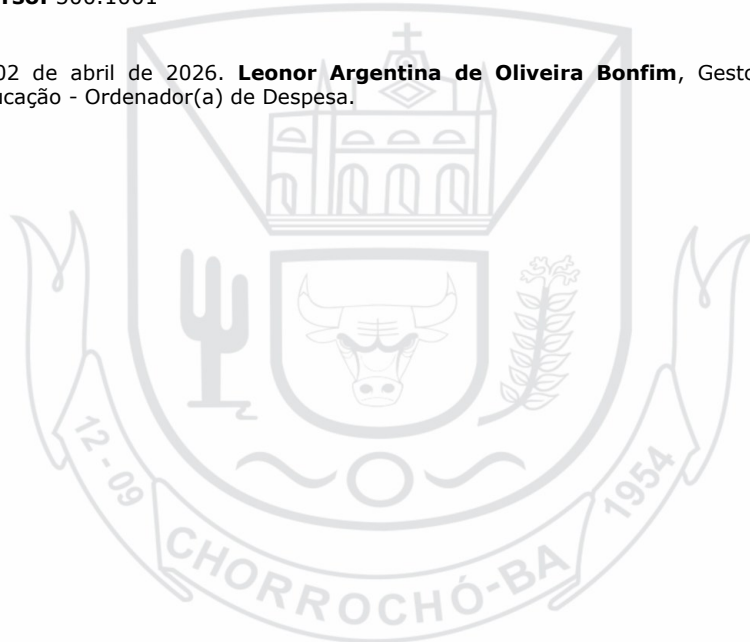 02 de abril de 2026. Leonor Argentina de Oliveira Bonfim, Gesto
ucação - Ordenador(a) de Despesa.
12-09
1954
CHORROCHÓ-BA